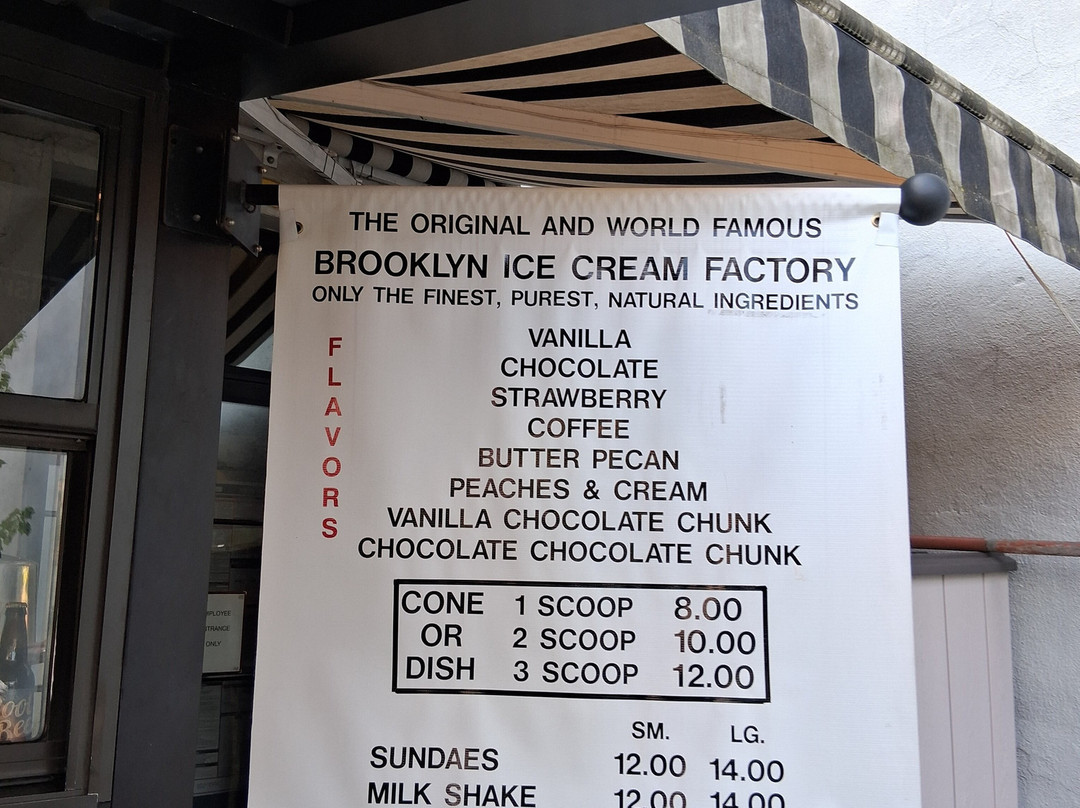 THE ORIGINAL AND WORLD FAMOUS
BROOKLYN ICE CREAM FACTORY
ONLY THE FINEST, PUREST, NATURAL INGREDIENTS
FLAVORS
VANILLA
CHOCOLATE
STRAWBERRY
COFFEE
BUTTER PECAN
PEACHES & CREAM
VANILLA CHOCOLATE CHUNK
CHOCOLATE CHOCOLATE CHUNK
CONE 1 SCOOP 8.00
OR 2 SCOOP 10.00
DISH 3 SCOOP 12.00
SM. LG.
SUNDAES 12.00 14.00
MILK SHAKE 12.00 14.00
ONLY